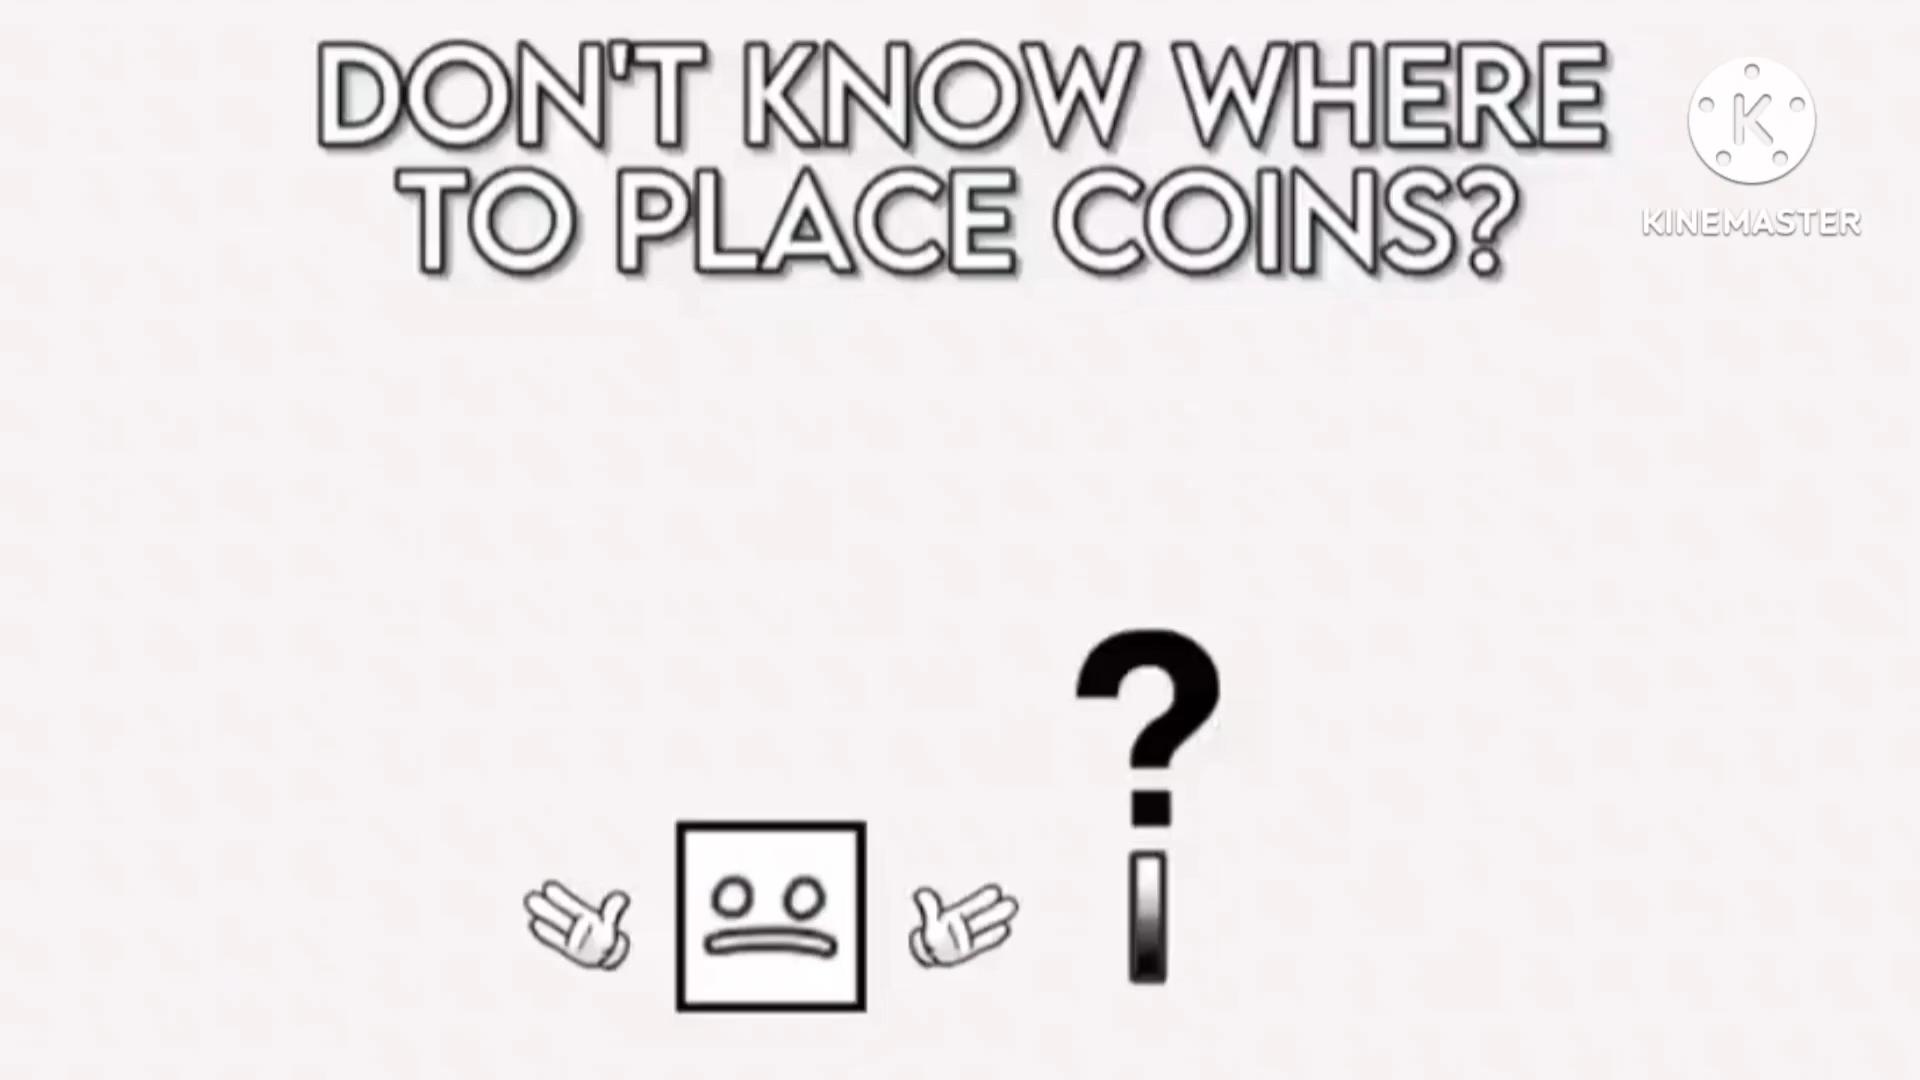 DON'T KNOW WHERE
TO PLACE COINS?
K
KINEMASTER
?